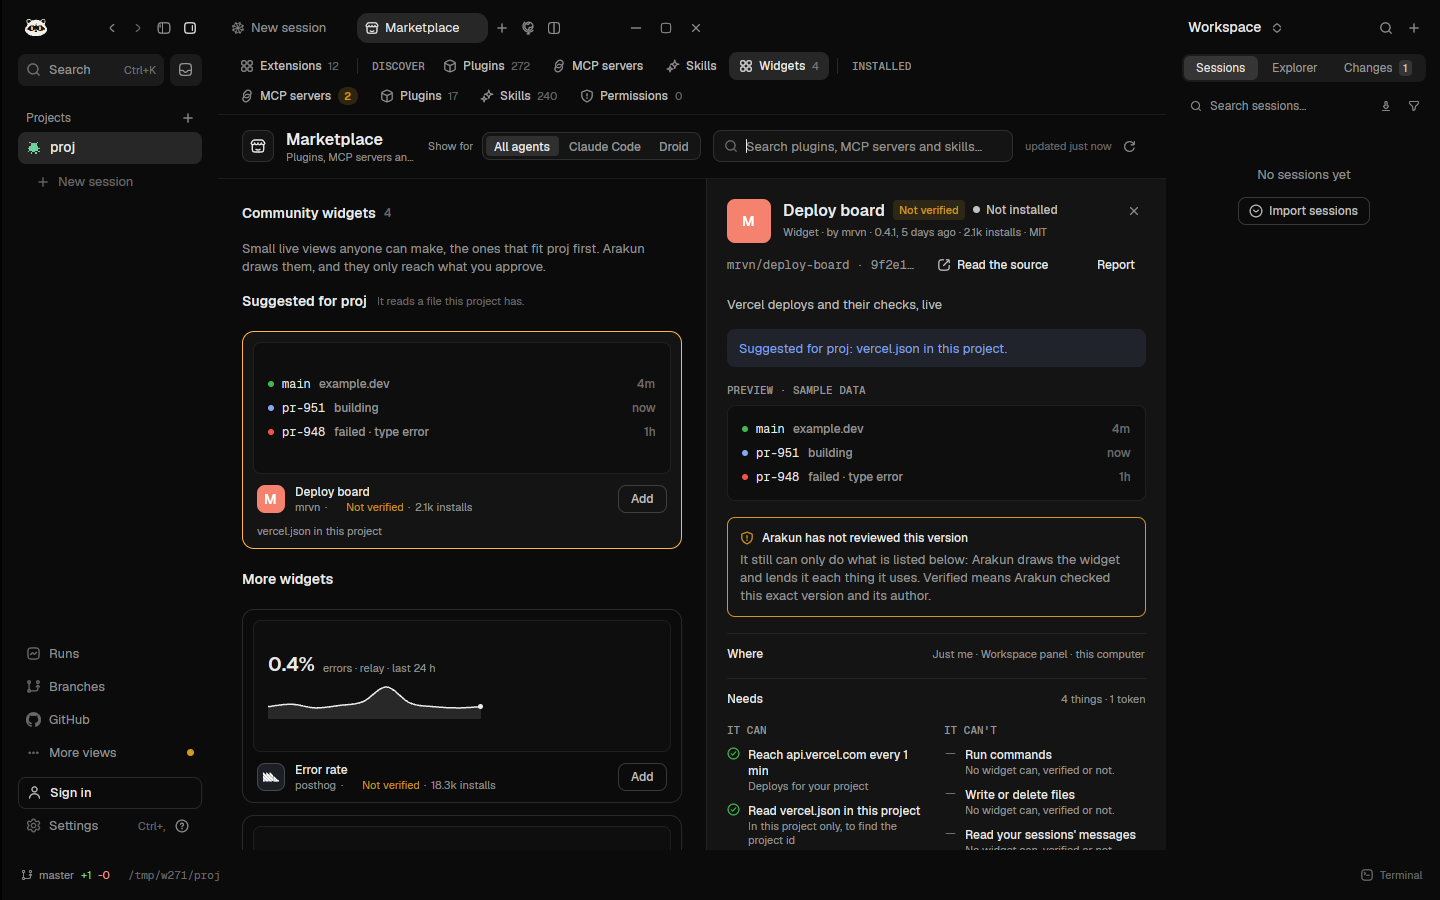 New session
Marketplace
Search
Ctrl+K
Projects
proj
New session
Runs
Branches
GitHub
More views
Sign in
Settings
Ctrl+,
Extensions 12
DISCOVER
Plugins 272
MCP servers
Skills
Widgets 4
INSTALLED
MCP servers 2
Plugins 17
Skills 240
Permissions 0
Marketplace
Plugins, MCP servers an...
Show for
All agents
Claude Code
Droid
Search plugins, MCP servers and skills...
updated just now
Community widgets 4
Small live views anyone can make, the ones that fit proj first. Arakun
draws them, and they only reach what you approve.
Suggested for proj It reads a file this project has.
main example.dev 4m
pr-951 building now
pr-948 failed · type error 1h
M
Deploy board
mrvn · Not verified · 2.1k installs
Add
vercel.json in this project
More widgets
0.4% errors · relay · last 24 h
Error rate
posthog · Not verified · 18.3k installs
Add
M
Deploy board Not verified Not installed
Widget · by mrvn · 0.4.1, 5 days ago · 2.1k installs · MIT
mrvn/deploy-board · 9f2e1…
Read the source
Report
Vercel deploys and their checks, live
Suggested for proj: vercel.json in this project.
PREVIEW · SAMPLE DATA
main example.dev 4m
pr-951 building now
pr-948 failed · type error 1h
Arakun has not reviewed this version
It still can only do what is listed below: Arakun draws the widget
and lends it each thing it uses. Verified means Arakun checked
this exact version and its author.
Where
Just me · Workspace panel · this computer
Needs
4 things · 1 token
IT CAN
Reach api.vercel.com every 1
min
Deploys for your project
Read vercel.json in this project
In this project only, to find the
project id
IT CAN'T
Run commands
No widget can, verified or not.
Write or delete files
No widget can, verified or not.
Read your sessions' messages
No widget can, verified or not.
Workspace
Sessions
Explorer
Changes 1
Search sessions...
No sessions yet
Import sessions
master +1 -0
/tmp/w271/proj
Terminal